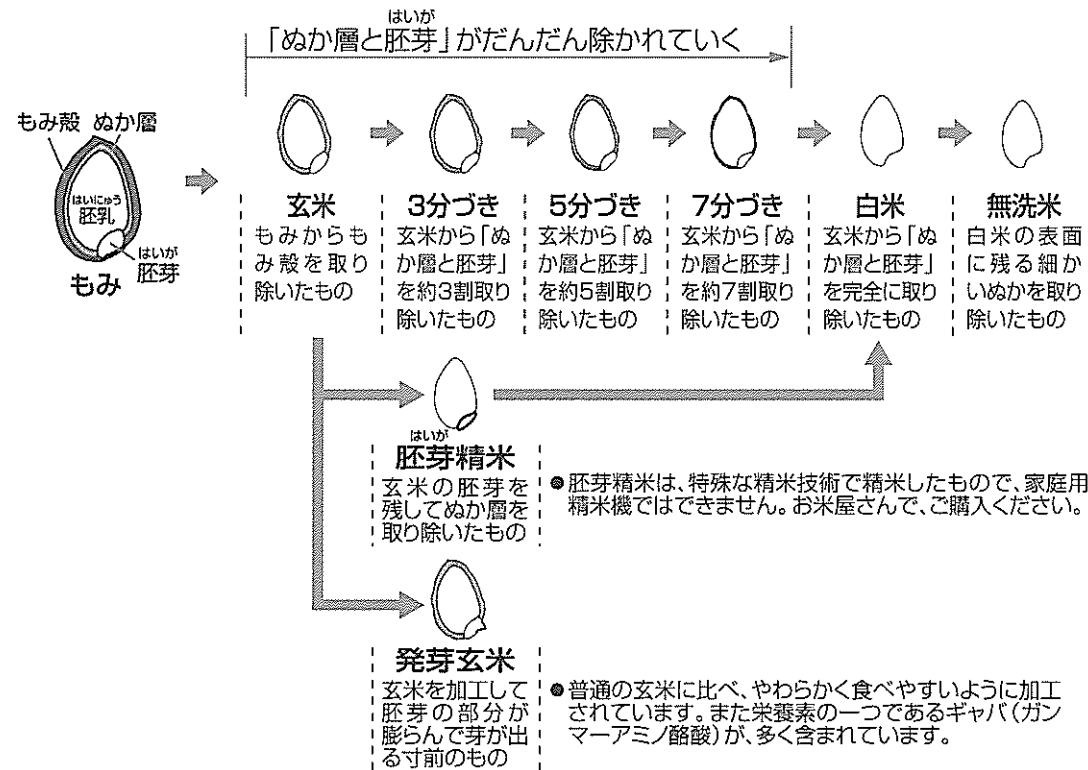 「ぬか層と胚芽」がだんだん除かれていく
はいが
もみ殻 ぬか層
はいにゅう
胚乳
はいが
胚芽
もみ
玄米
もみからも
み殻を取り
除いたもの
3分づき
玄米から「ぬ
か層と胚芽」
を約3割取り
除いたもの
5分づき
玄米から「ぬ
か層と胚芽」
を約5割取り
除いたもの
7分づき
玄米から「ぬ
か層と胚芽」
を約7割取り
除いたもの
白米
玄米から「ぬ
か層と胚芽」
を完全に取り
除いたもの
無洗米
白米の表面
に残る細か
いぬかを取り
除いたもの
はいが
胚芽精米
玄米の胚芽を
残してぬか層を
取り除いたもの
●胚芽精米は、特殊な精米技術で精米したもので、家庭用
精米機ではできません。お米屋さんで、ご購入ください。
発芽玄米
玄米を加工して
胚芽の部分が
膨らんで芽が出
る寸前のもの
●普通の玄米に比べ、やわらかく食べやすいように加工
されています。また栄養素の一つであるギャバ(ガン
マーアミノ酪酸)が、多く含まれています。